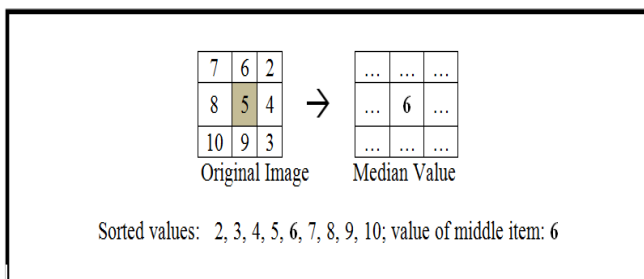 7 6 2 ... ... ...
8 5 4 → ... 6 ...
10 9 3 ... ... ...
Original Image Median Value
Sorted values: 2, 3, 4, 5, 6, 7, 8, 9, 10; value of middle item: 6